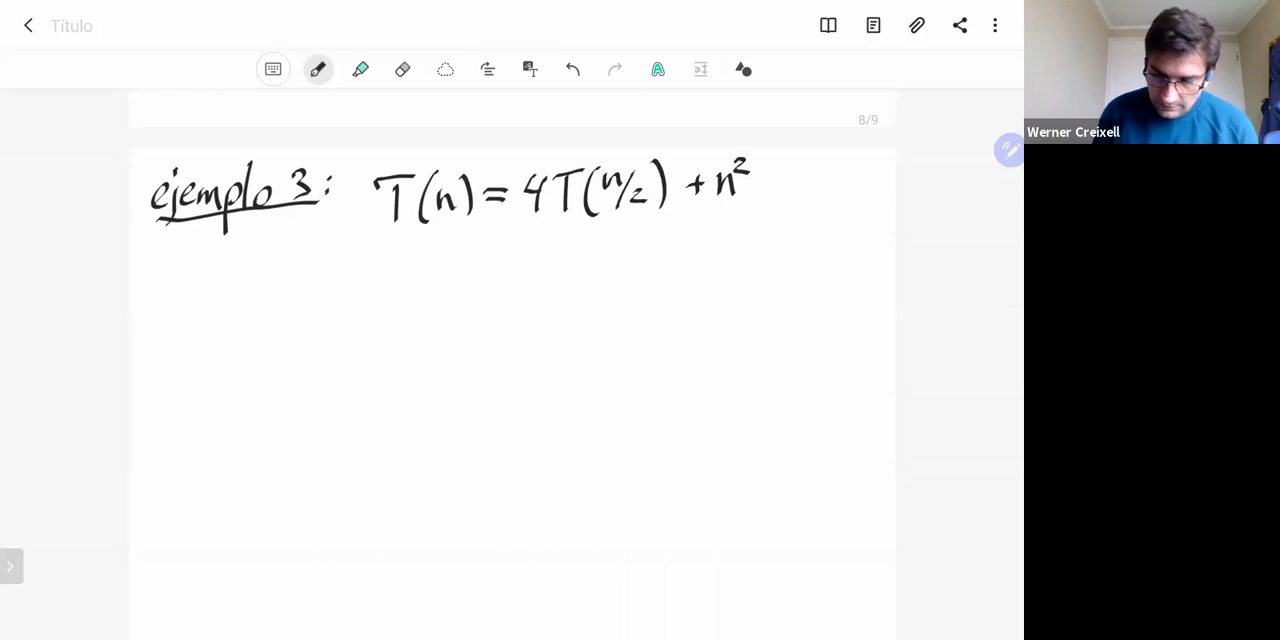 Título
8/9
Werner Creixell
ejemplo 3: T(n) = 4T(n/2) + n²